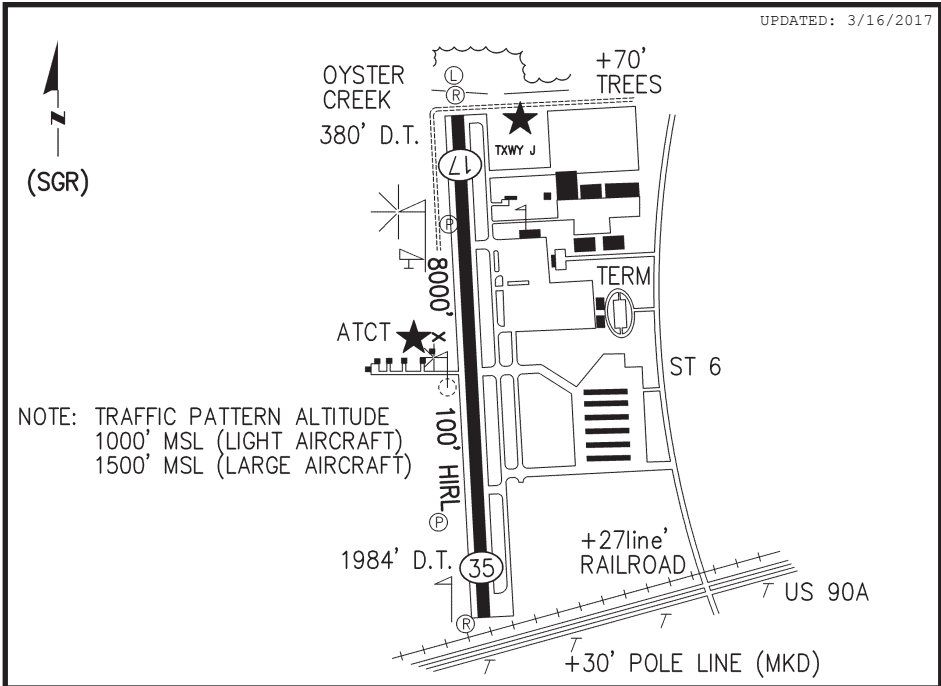 UPDATED: 3/16/2017
OYSTER
CREEK
L
R
+70'
TREES
380' D.T.
TXWY J
N
(SGR)
17
P
8000' X 100' HIRL
TERM
ATCT
ST 6
NOTE: TRAFFIC PATTERN ALTITUDE
1000' MSL (LIGHT AIRCRAFT)
1500' MSL (LARGE AIRCRAFT)
P
1984' D.T.
35
+27line'
RAILROAD
US 90A
R
+30' POLE LINE (MKD)